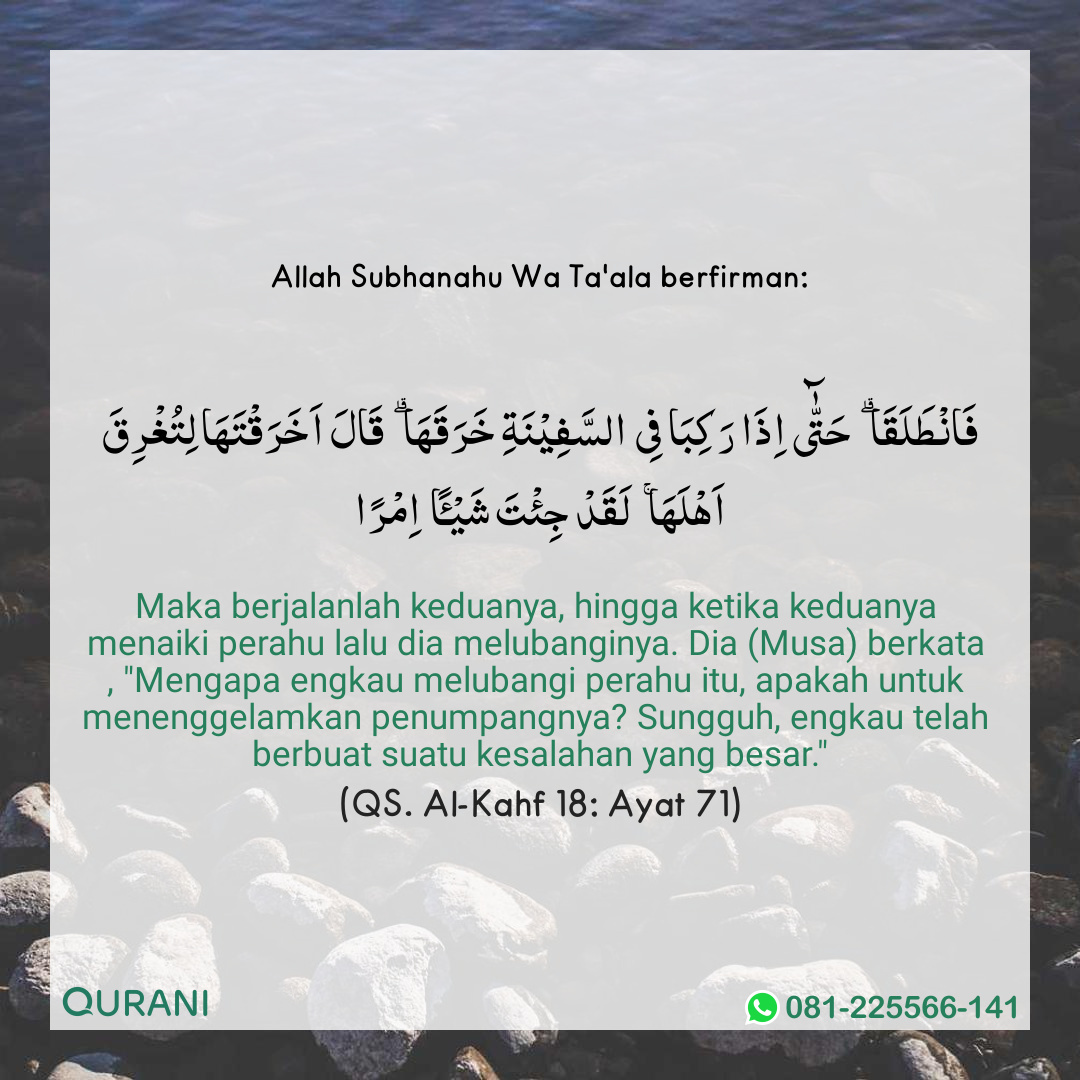 Allah Subhanahu Wa Ta'ala berfirman:
فَانْطَلَقَاۗ حَتّٰۤى اِذَا رَكِبَا فِى السَّفِيْنَةِ خَرَقَهَاۗ قَالَ اَخَرَقْتَهَا لِتُغْرِقَ
اَهْلَهَاۚ لَقَدْ جِئْتَ شَيْـًٔا اِمْرًا
Maka berjalanlah keduanya, hingga ketika keduanya
menaiki perahu lalu dia melubanginya. Dia (Musa) berkata
, "Mengapa engkau melubangi perahu itu, apakah untuk
menenggelamkan penumpangnya? Sungguh, engkau telah
berbuat suatu kesalahan yang besar."
(QS. Al-Kahf 18: Ayat 71)
QURANI
081-225566-141